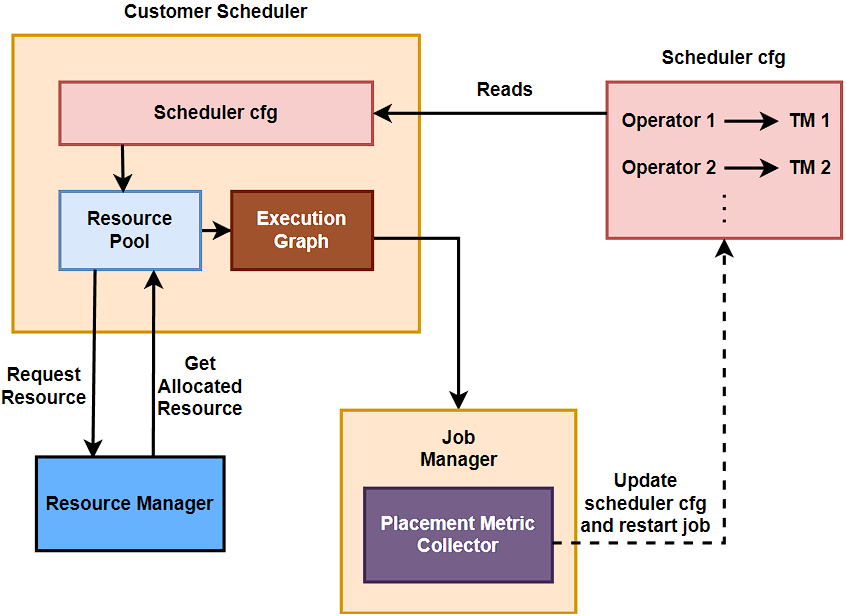 Customer Scheduler
Scheduler cfg
Resource
Pool
Execution
Graph
Reads
Scheduler cfg
Operator 1
TM 1
Operator 2
TM 2
Request
Resource
Get
Allocated
Resource
Resource Manager
Job
Manager
Placement Metric
Collector
Update
scheduler cfg
and restart job